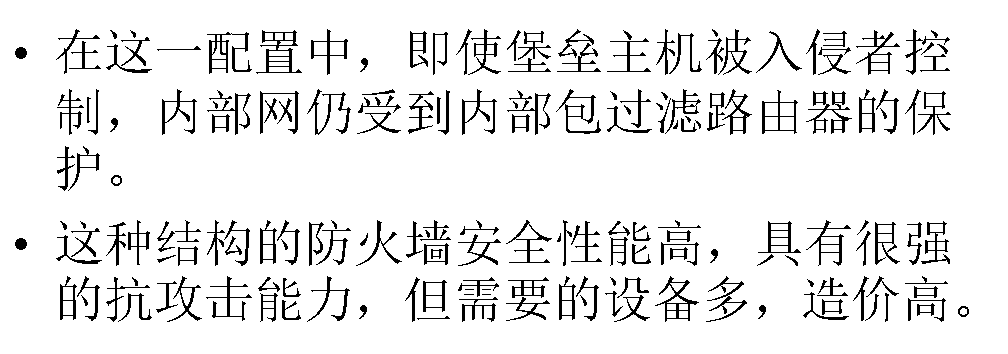 • 在这一配置中，即使堡垒主机被入侵者控
制，内部网仍受到内部包过滤路由器的保
护。
• 这种结构的防火墙安全性能高，具有很强
的抗攻击能力，但需要的设备多，造价高。